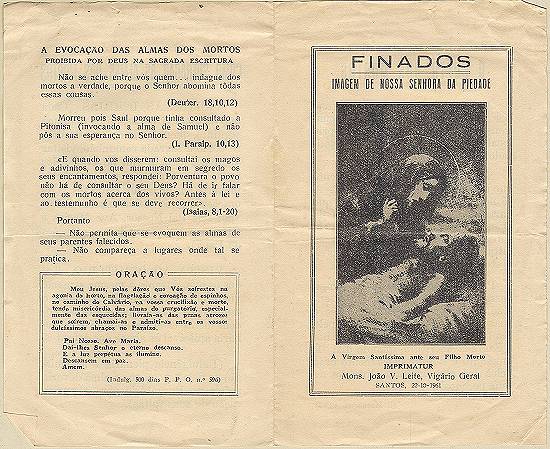 A EVOCAÇÃO DAS ALMAS DOS MORTOS
PROIBIDA POR DEUS NA SAGRADA ESCRITURA
Não se ache entre vós quem... indague dos
mortos a verdade, porque o Senhor abomina tôdas
essas cousas.
(Deuter. 18,10,12)
Morreu pois Saul porque tinha consultado a
Pitonisa (invocando a alma de Samuel) e não
pôs a sua esperança no Senhor.
(I. Paralp. 10,13)
«E quando vos disserem: consultai os magos
e adivinhos, os que murmuram em segredo os
seus encantamentos, respondei: Porventura o povo
não há de consultar o seu Deus? Há de ir falar
com os mortos acerca dos vivos? Antes à lei e
ao testemunho é que se deve recorrer».
(Isaias, 8,1-20)
Portanto
— Não permita que se evoquem as almas de
seus parentes falecidos.
— Não compareça a lugares onde tal se
pratica.
ORAÇÃO
Meu Jesus, pelas dôres que Vós sofrestes na
agonia do horto, na flagelação e coroação de espinhos,
no caminho do Calvário, na vossa crucifixão e morte,
tende misericórdia das almas do purgatório, especial-
mente das esquecidas; livrai-as das penas atrozes
que sofrem, chamai-as e admiti-as entre os vossos
dulcíssimos abraços no Paraíso.
Pai Nosso. Ave Maria.
Dai-lhes Senhor o eterno descanso.
E a luz perpétua as ilumine.
Descansem em paz.
Amem.
(Indulg. 500 dias P. P. O. n.º 596)
FINADOS
IMAGEM DE NOSSA SENHORA DA PIEDADE
A Virgem Santíssima ante seu Filho Morto
IMPRIMATUR
Mons. João V. Leite, Vigário Geral
SANTOS, 22-10-1961